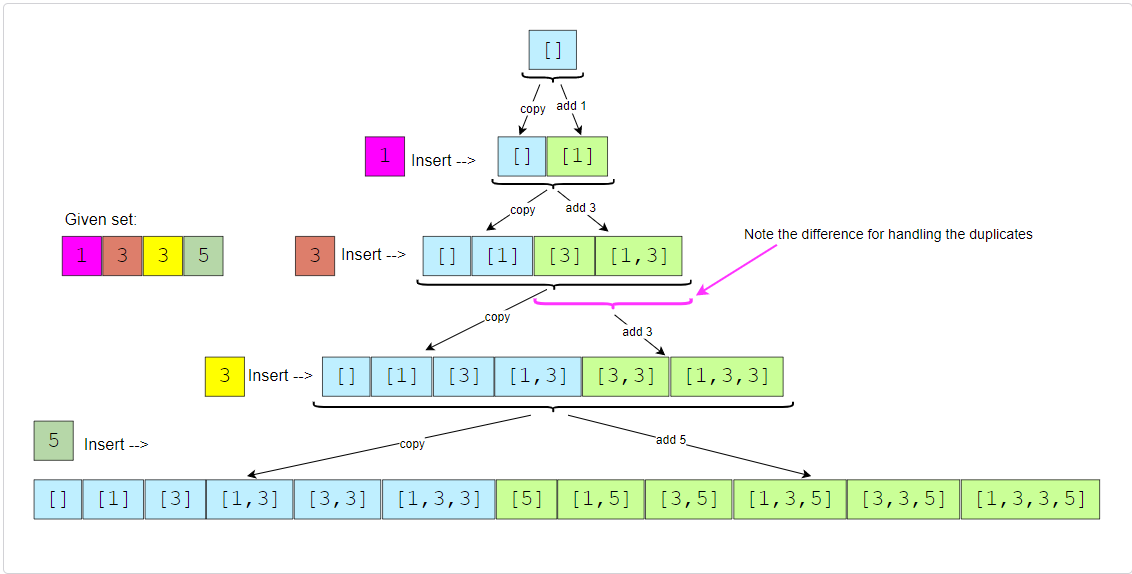 []
copy add 1
1 Insert --> [] [1]
copy add 3
Given set:
1 3 3 5
3 Insert --> [] [1] [3] [1,3]
Note the difference for handling the duplicates
copy add 3
3 Insert --> [] [1] [3] [1,3] [3,3] [1,3,3]
5 Insert -->
copy add 5
[] [1] [3] [1,3] [3,3] [1,3,3] [5] [1,5] [3,5] [1,3,5] [3,3,5] [1,3,3,5]